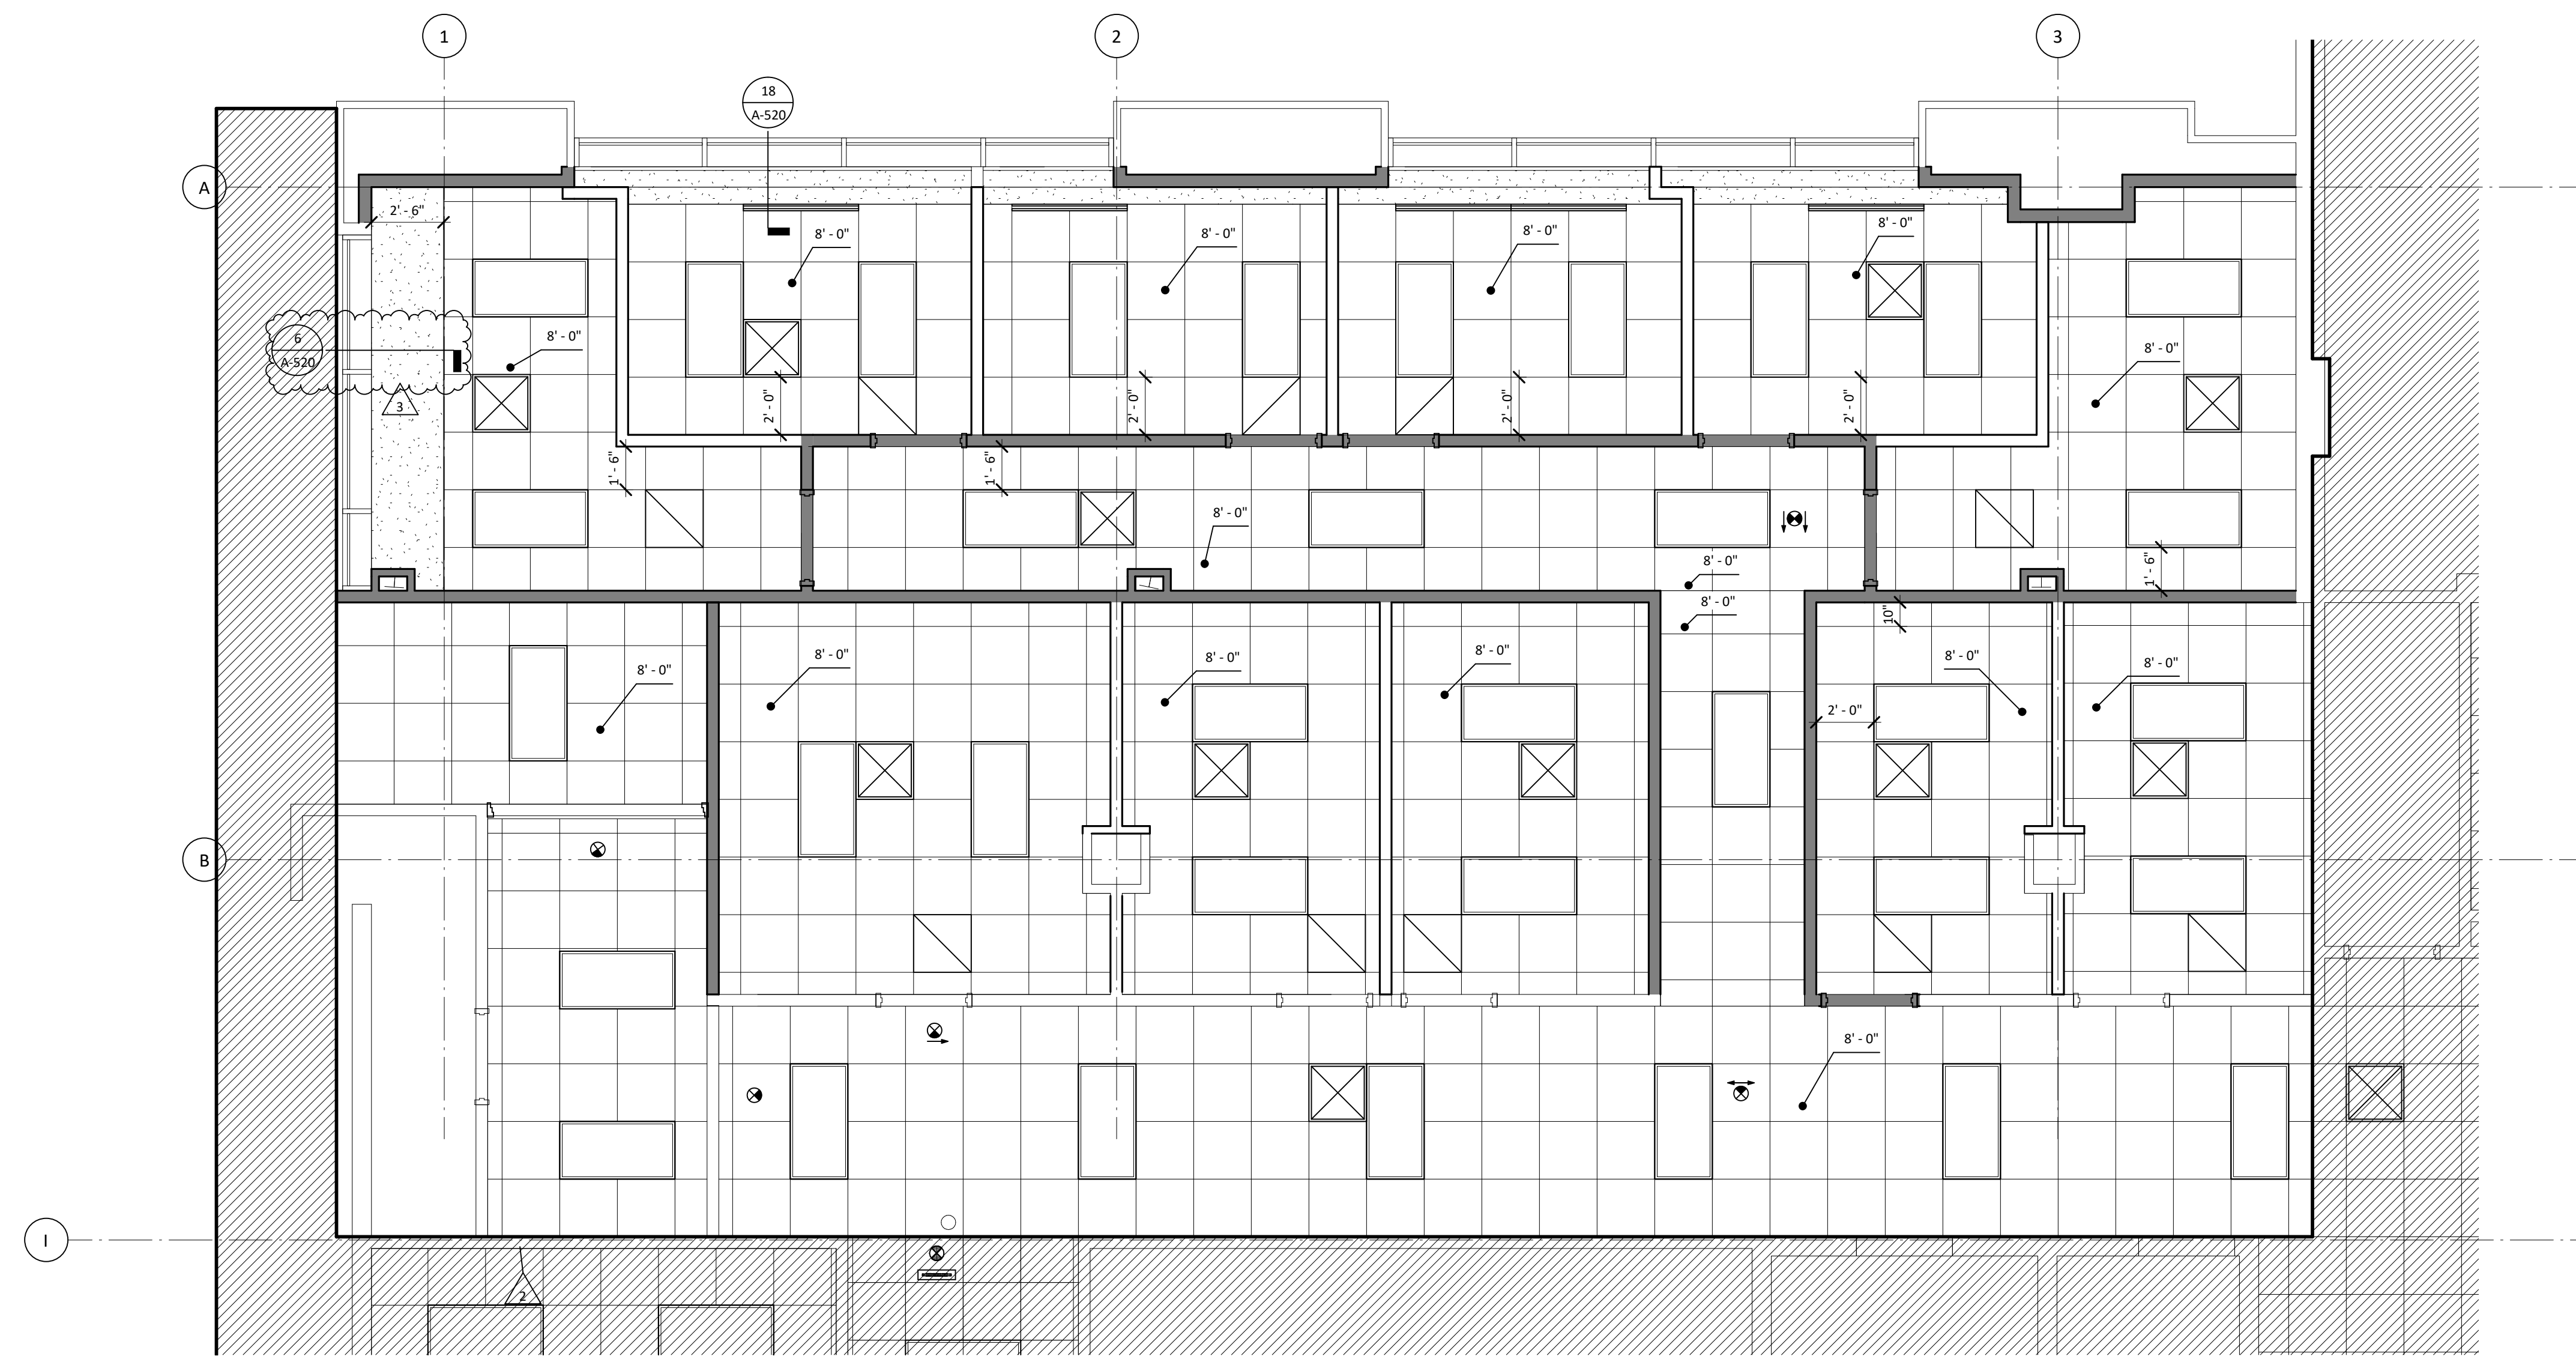 1
2
3
18
A-520
A
2' - 6"
8' - 0"
8' - 0"
8' - 0"
8' - 0"
6
A-520
8' - 0"
8' - 0"
3
2' - 0"
2' - 0"
2' - 0"
2' - 0"
1' - 6"
1' - 6"
8' - 0"
8' - 0"
1' - 6"
8' - 0"
10"
8' - 0"
8' - 0"
8' - 0"
8' - 0"
8' - 0"
8' - 0"
2' - 0"
B
8' - 0"
I
2